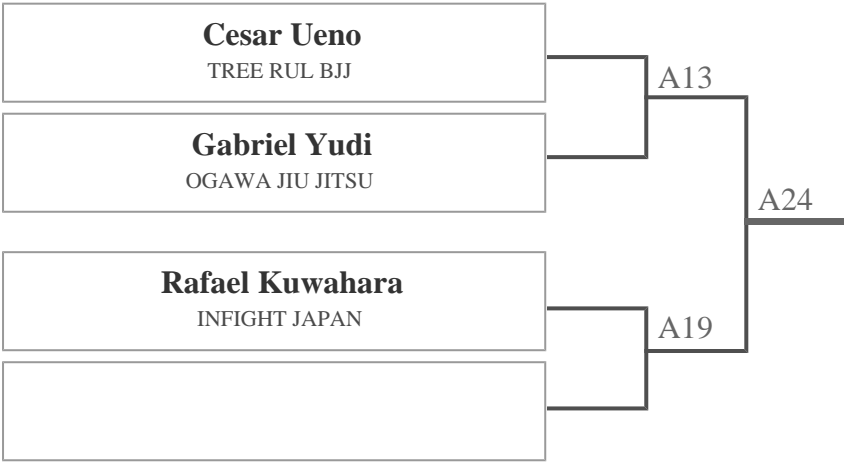 Cesar Ueno
TREE RUL BJJ
A13
Gabriel Yudi
OGAWA JIU JITSU
A24
Rafael Kuwahara
INFIGHT JAPAN
A19